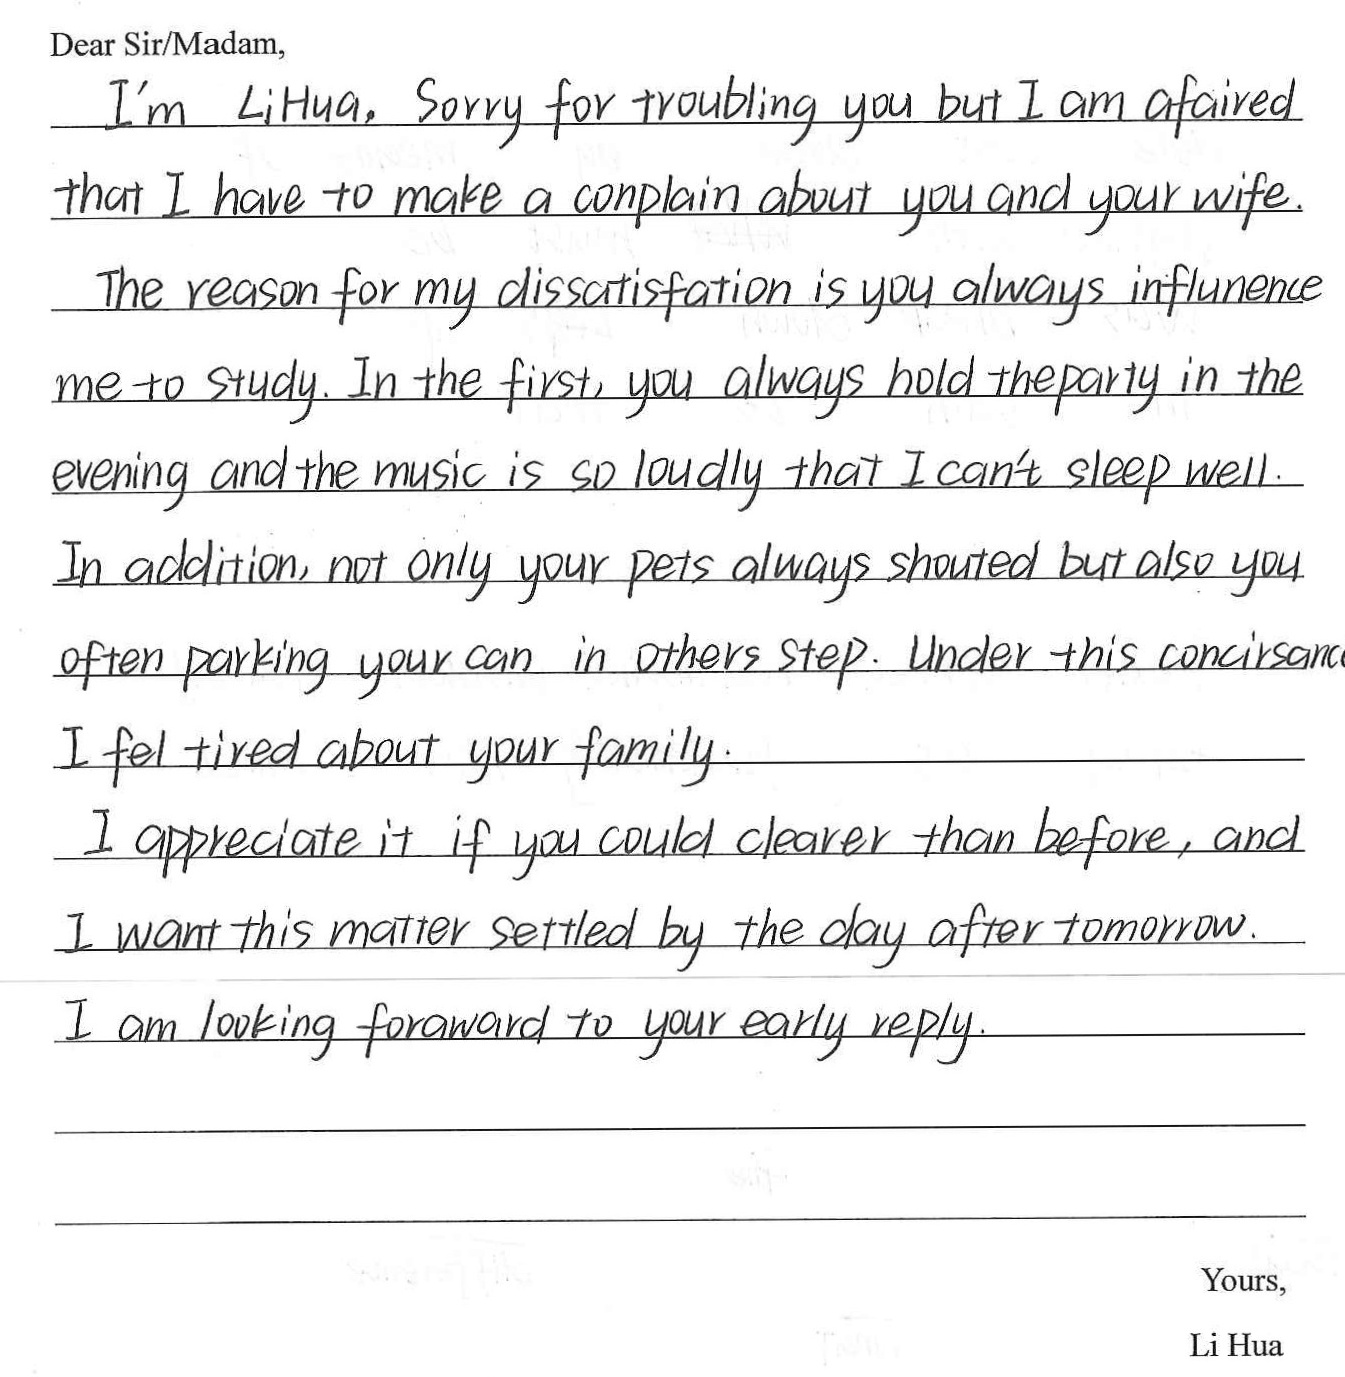 Dear Sir/Madam,
I'm LiHua. Sorry for troubling you but I am afaired
that I have to make a conplain about you and your wife.
The reason for my dissatisfation is you always influnence
me to study. In the first, you always hold the party in the
evening and the music is so loudly that I can't sleep well.
In addition, not only your pets always shouted but also you
often parking your can in others step. Under this concirsance
I fel tired about your family.
I appreciate it if you could clearer than before, and
I want this matter settled by the day after tomorrow.
I am looking foraward to your early reply.
Yours,
Li Hua